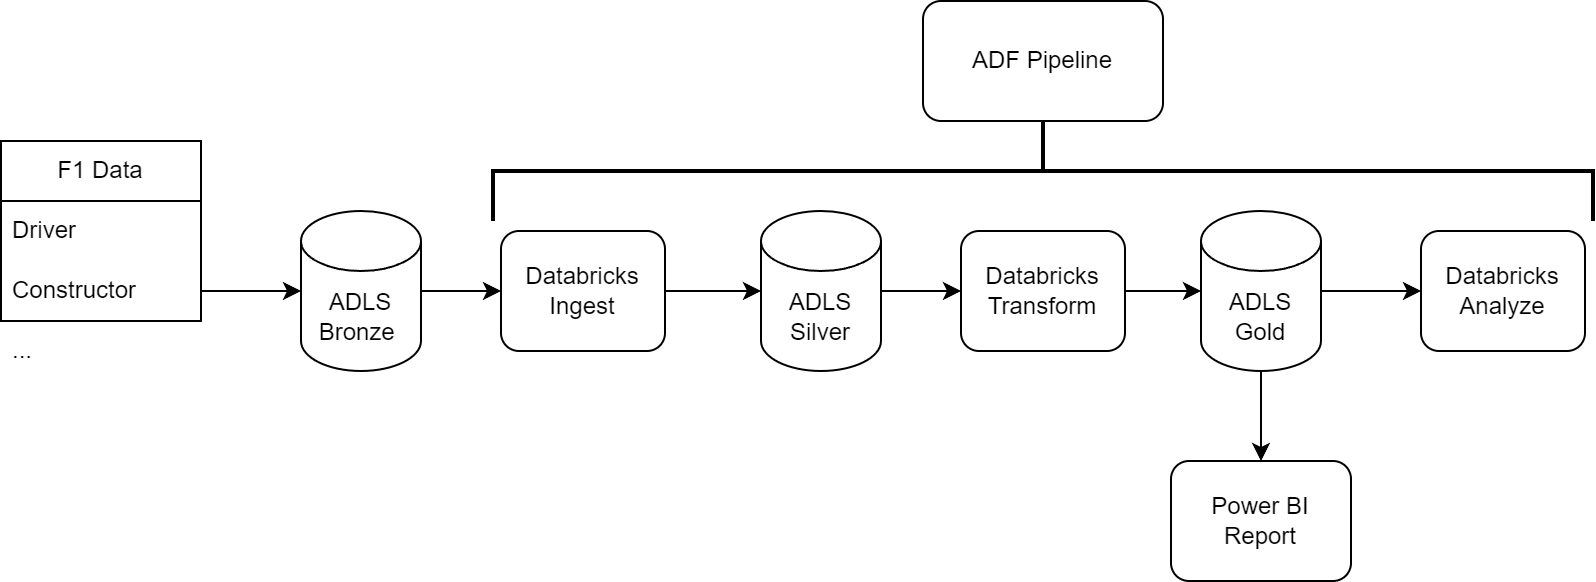 ADF Pipeline
F1 Data
Driver
Constructor
...
ADLS
Bronze
Databricks
Ingest
ADLS
Silver
Databricks
Transform
ADLS
Gold
Databricks
Analyze
Power BI
Report